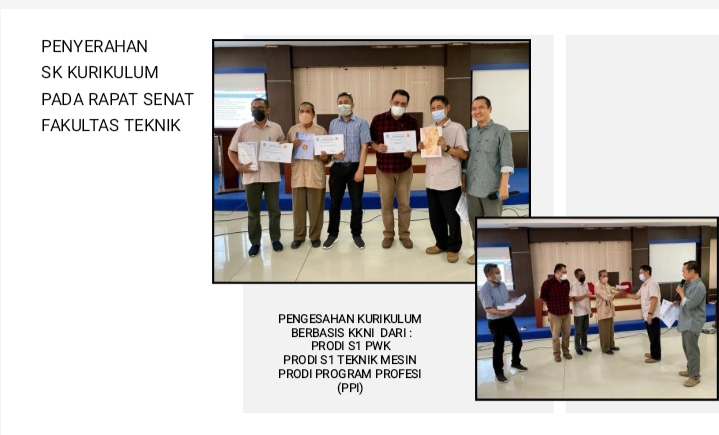 PENYERAHAN
SK KURIKULUM
PADA RAPAT SENAT
FAKULTAS TEKNIK
PENGESAHAN KURIKULUM
BERBASIS KKNI DARI :
PRODI S1 PWK
PRODI S1 TEKNIK MESIN
PRODI PROGRAM PROFESI
(PPI)